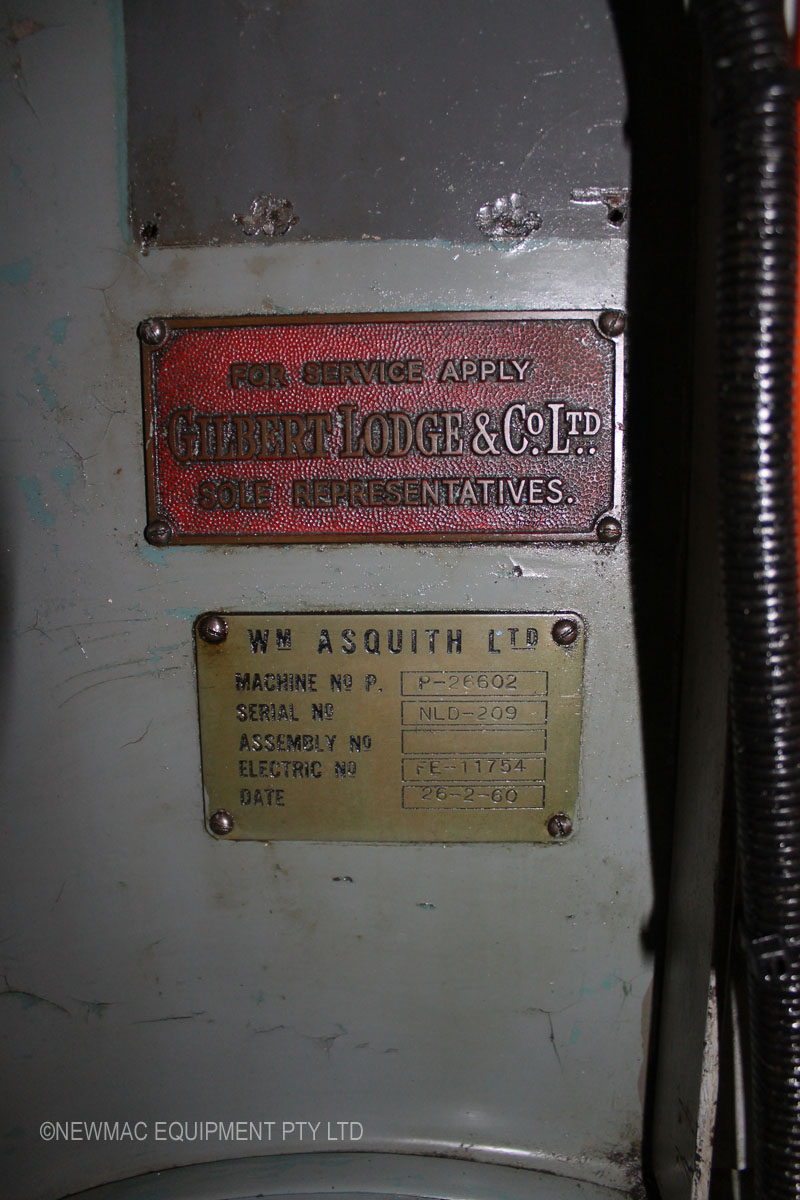 FOR SERVICE APPLY
GILBERT LODGE & CO. LTD.
SOLE REPRESENTATIVES.
WM ASQUITH LTD
MACHINE NO P. P-26602
SERIAL NO NLD-209
ASSEMBLY NO
ELECTRIC NO FE-11754
DATE 26-2-60
©NEWMAC EQUIPMENT PTY LTD